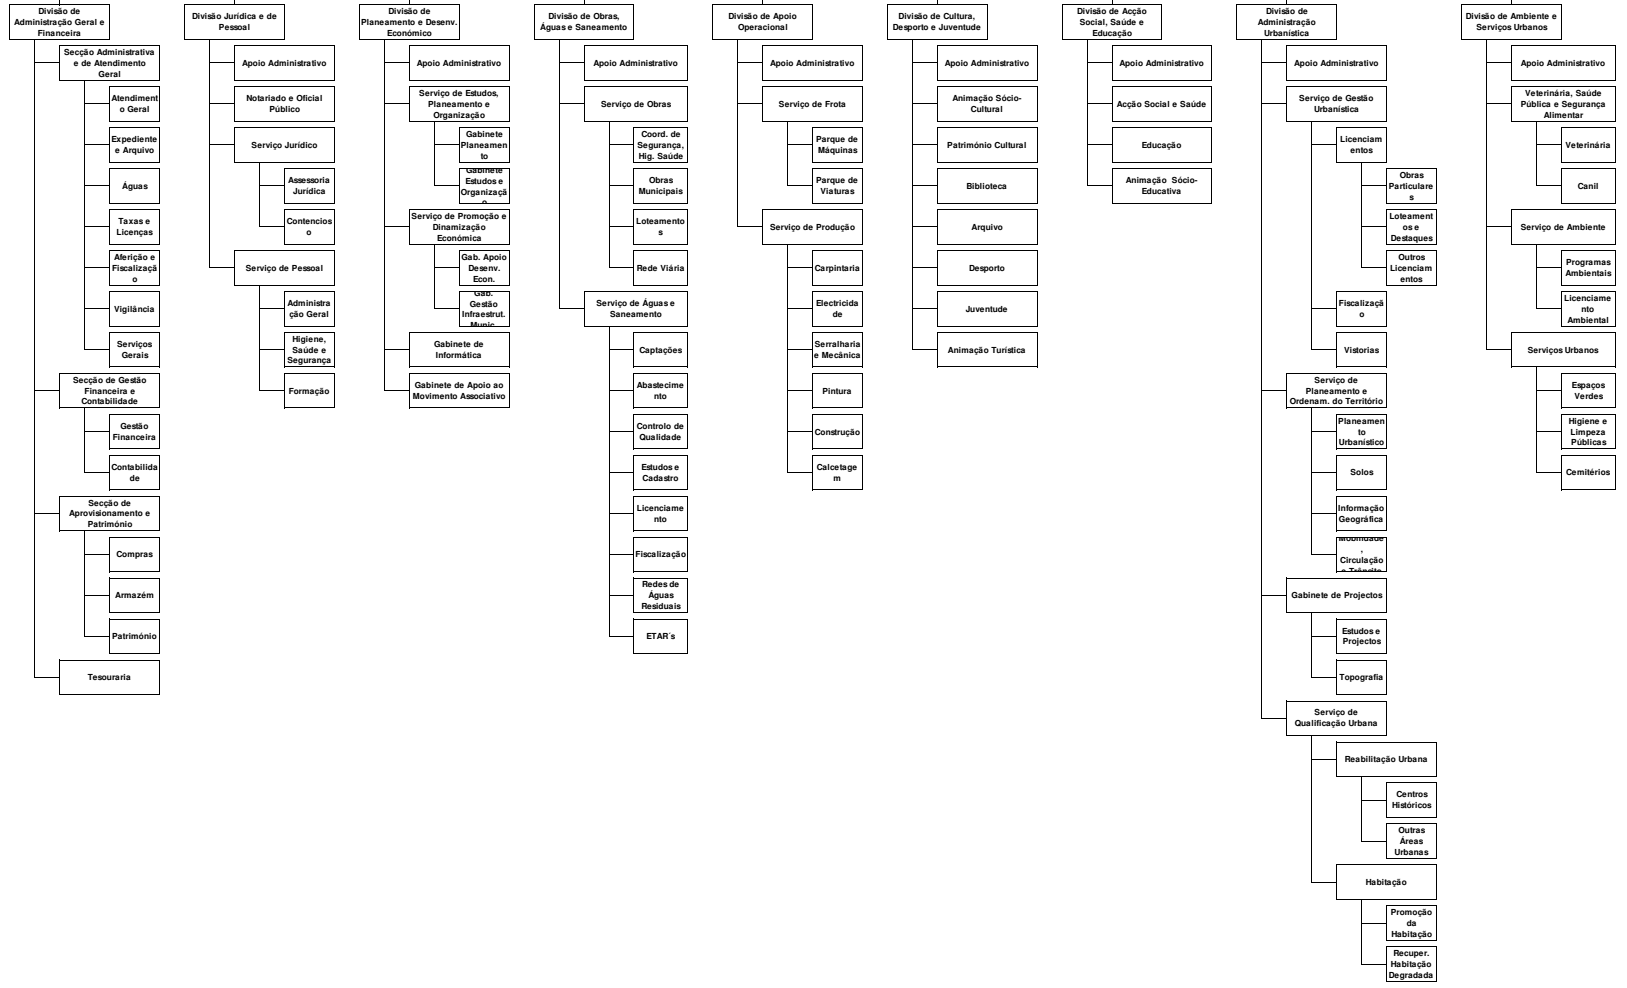 Divisão de
Administração Geral e
Financeira
Secção Administrativa
e de Atendimento
Geral
Atendiment
o Geral
Expediente
e Arquivo
Águas
Taxas e
Licenças
Aferição e
Fiscalizaçã
o
Vigilância
Serviços
Gerais
Secção de Gestão
Financeira e
Contabilidade
Gestão
Financeira
Contabilida
de
Secção de
Aprovisionamento e
Património
Compras
Armazém
Património
Tesouraria
Divisão Jurídica e de
Pessoal
Apoio Administrativo
Notariado e Oficial
Público
Serviço Jurídico
Assessoria
Jurídica
Contencios
o
Serviço de Pessoal
Administra
ção Geral
Higiene,
Saúde e
Segurança
Formação
Divisão de
Planeamento e Desenv.
Económico
Apoio Administrativo
Serviço de Estudos,
Planeamento e
Organização
Gabinete
Planeamen
to
Gabinete
Estudos e
Organizaçã
o
Serviço de Promoção e
Dinamização
Económica
Gab. Apoio
Desenv.
Econ.
Gab.
Gestão
Infraestrut.
Munic.
Gabinete de
Informática
Gabinete de Apoio ao
Movimento Associativo
Divisão de Obras,
Águas e Saneamento
Apoio Administrativo
Serviço de Obras
Coord. de
Segurança,
Hig. Saúde
Obras
Municipais
Loteamento
s
Rede Viária
Serviço de Águas e
Saneamento
Captações
Abastecime
nto
Controlo de
Qualidade
Estudos e
Cadastro
Licenciame
nto
Fiscalização
Redes de
Águas
Residuais
ETAR´s
Divisão de Apoio
Operacional
Apoio Administrativo
Serviço de Frota
Parque de
Máquinas
Parque de
Viaturas
Serviço de Produção
Carpintaria
Electricida
de
Serralharia
e Mecânica
Pintura
Construção
Calcetage
m
Divisão de Cultura,
Desporto e Juventude
Apoio Administrativo
Animação Sócio-
Cultural
Património Cultural
Biblioteca
Arquivo
Desporto
Juventude
Animação Turística
Divisão de Acção
Social, Saúde e
Educação
Apoio Administrativo
Acção Social e Saúde
Educação
Animação Sócio-
Educativa
Divisão de
Administração
Urbanística
Apoio Administrativo
Serviço de Gestão
Urbanística
Licenciam
entos
Obras
Particulare
s
Loteament
os e
Destaques
Outros
Licenciam
entos
Fiscalizaçã
o
Vistorias
Serviço de
Planeamento e
Ordenam. do Território
Planeamen
to
Urbanístico
Solos
Informação
Geográfica
Mobilidade
,
Circulação
e Trânsito
Gabinete de Projectos
Estudos e
Projectos
Topografia
Serviço de
Qualificação Urbana
Reabilitação Urbana
Centros
Históricos
Outras
Áreas
Urbanas
Habitação
Promoção
da
Habitação
Recuper.
Habitação
Degradada
Divisão de Ambiente e
Serviços Urbanos
Apoio Administrativo
Veterinária, Saúde
Pública e Segurança
Alimentar
Veterinária
Canil
Serviço de Ambiente
Programas
Ambientais
Licenciame
nto
Ambiental
Serviços Urbanos
Espaços
Verdes
Higiene e
Limpeza
Públicas
Cemitérios